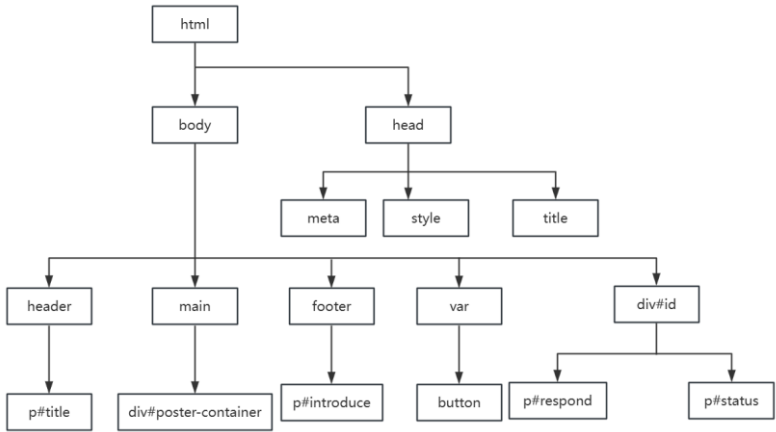 html
body
head
meta
style
title
header
main
footer
var
div#id
p#title
div#poster-container
p#introduce
button
p#respond
p#status